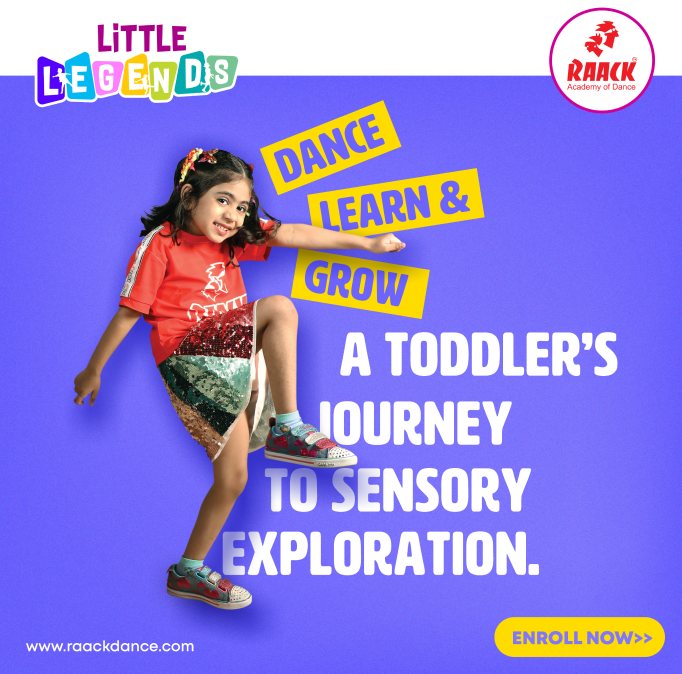 LiTTLE
LEGENDS
RAACK
Academy of Dance
DANCE
LEARN &
GROW
A TODDLER'S
JOURNEY
TO SENSORY
EXPLORATION.
www.raackdance.com
ENROLL NOW>>